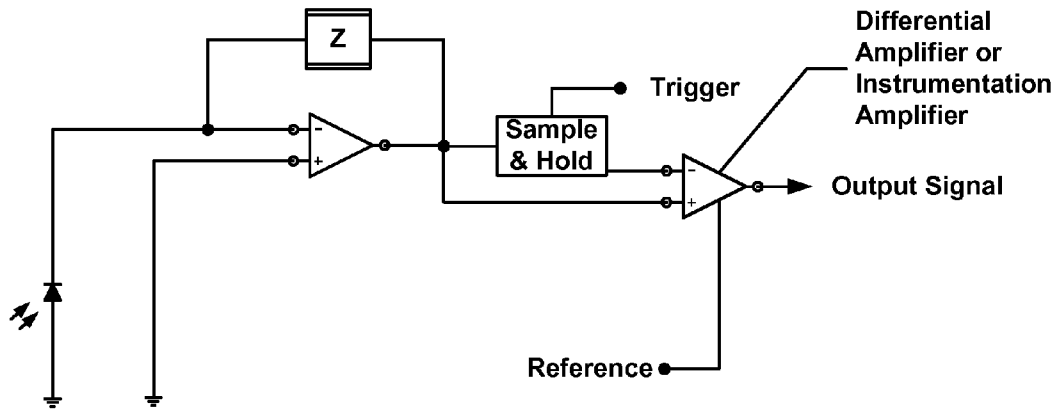 Z
Differential
Amplifier or
Instrumentation
Amplifier
Trigger
Sample
& Hold
-
+
-
+
Output Signal
Reference